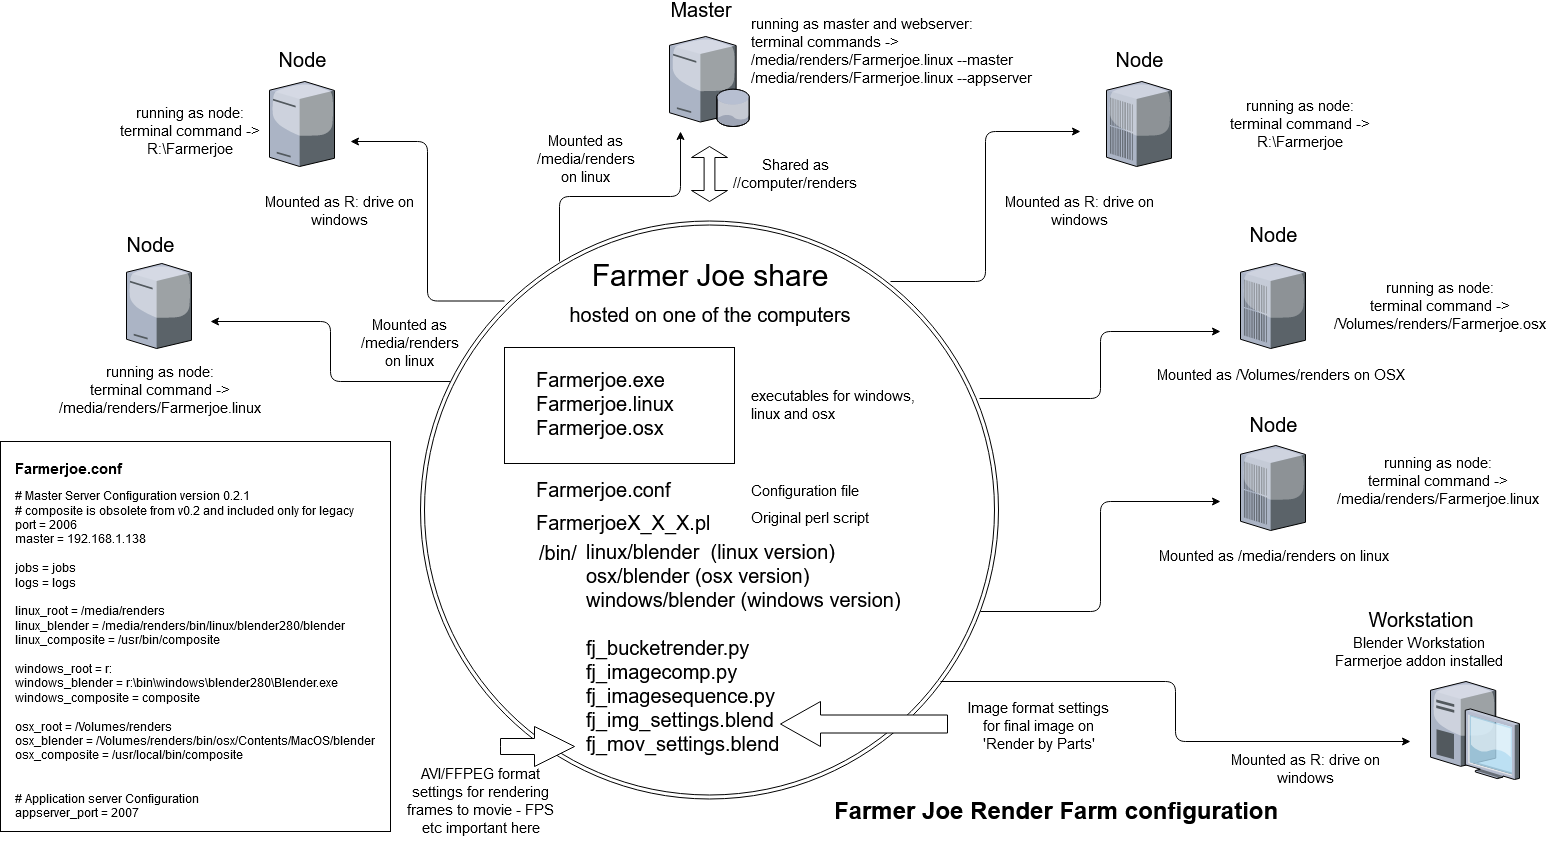 Master
running as master and webserver:
terminal commands ->
/media/renders/Farmerjoe.linux --master
/media/renders/Farmerjoe.linux --appserver
Node
running as node:
terminal command ->
R:\Farmerjoe
Mounted as R: drive on
windows
Mounted as
/media/renders
on linux
Shared as
//computer/renders
Node
running as node:
terminal command ->
R:\Farmerjoe
Mounted as R: drive on
windows
Node
running as node:
terminal command ->
/media/renders/Farmerjoe.linux
Mounted as
/media/renders
on linux
Node
running as node:
terminal command ->
/Volumes/renders/Farmerjoe.osx
Mounted as /Volumes/renders on OSX
Node
running as node:
terminal command ->
/media/renders/Farmerjoe.linux
Mounted as /media/renders on linux
Workstation
Blender Workstation
Farmerjoe addon installed
Mounted as R: drive on
windows
Farmer Joe share
hosted on one of the computers
Farmerjoe.exe
Farmerjoe.linux
Farmerjoe.osx
executables for windows,
linux and osx
Farmerjoe.conf
Configuration file
FarmerjoeX_X_X.pl
Original perl script
/bin/ linux/blender (linux version)
osx/blender (osx version)
windows/blender (windows version)
fj_bucketrender.py
fj_imagecomp.py
fj_imagesequence.py
fj_img_settings.blend
fj_mov_settings.blend
Image format settings
for final image on
'Render by Parts'
AVI/FFPEG format
settings for rendering
frames to movie - FPS
etc important here
Farmerjoe.conf
# Master Server Configuration version 0.2.1
# composite is obsolete from v0.2 and included only for legacy
port = 2006
master = 192.168.1.138
jobs = jobs
logs = logs
linux_root = /media/renders
linux_blender = /media/renders/bin/linux/blender280/blender
linux_composite = /usr/bin/composite
windows_root = r:
windows_blender = r:\bin\windows\blender280\Blender.exe
windows_composite = composite
osx_root = /Volumes/renders
osx_blender = /Volumes/renders/bin/osx/Contents/MacOS/blender
osx_composite = /usr/local/bin/composite
# Application server Configuration
appserver_port = 2007
Farmer Joe Render Farm configuration